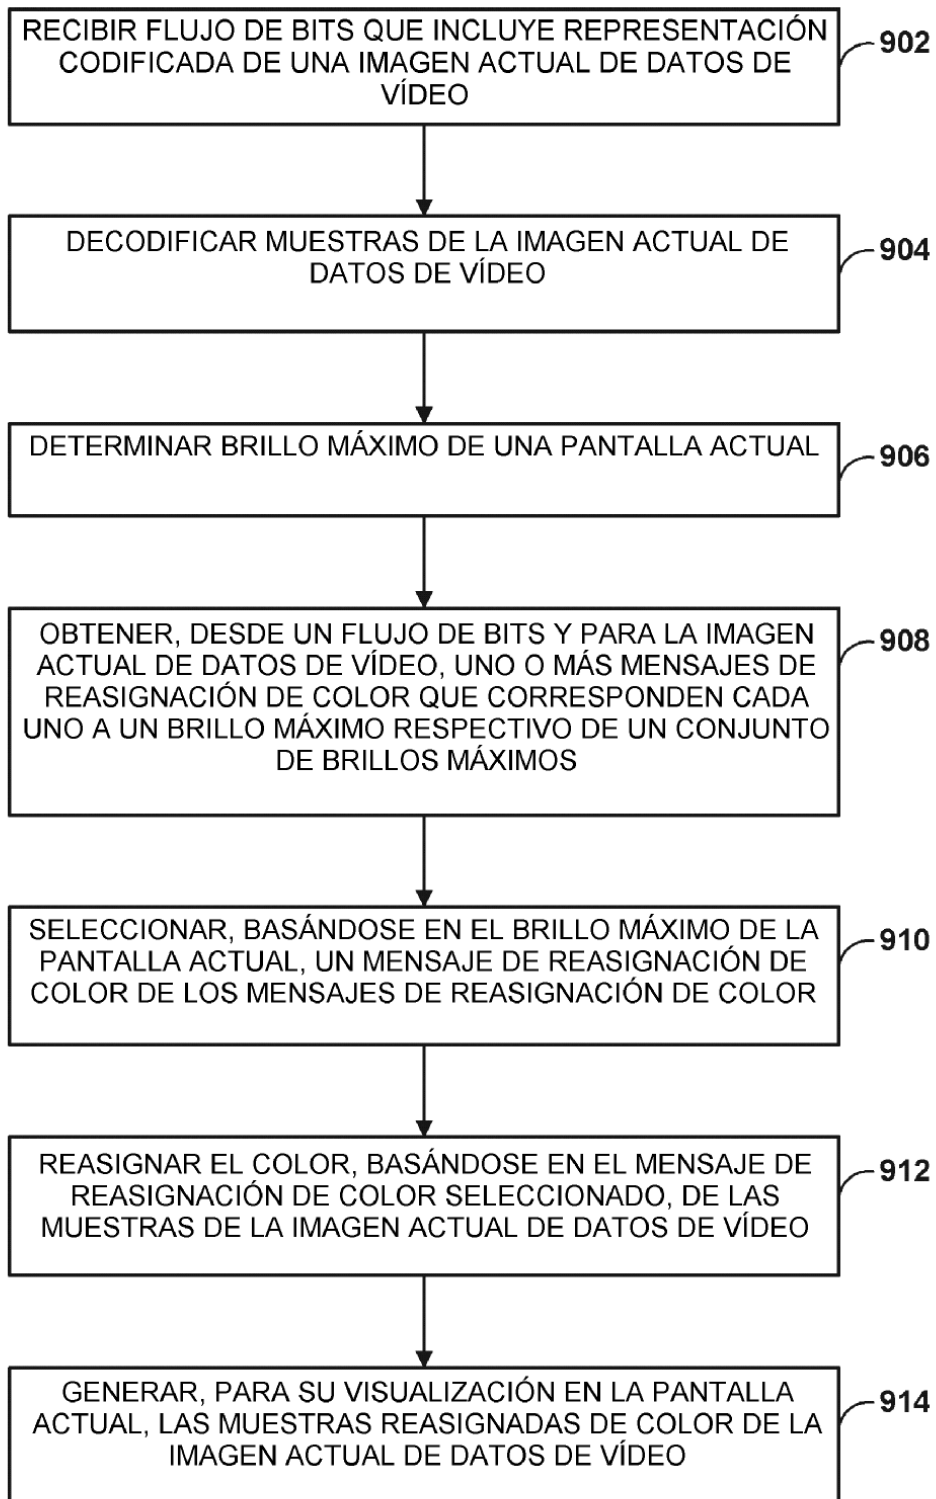 RECIBIR FLUJO DE BITS QUE INCLUYE REPRESENTACIÓN
CODIFICADA DE UNA IMAGEN ACTUAL DE DATOS DE
VÍDEO
902
DECODIFICAR MUESTRAS DE LA IMAGEN ACTUAL DE
DATOS DE VÍDEO
904
DETERMINAR BRILLO MÁXIMO DE UNA PANTALLA ACTUAL
906
OBTENER, DESDE UN FLUJO DE BITS Y PARA LA IMAGEN
ACTUAL DE DATOS DE VÍDEO, UNO O MÁS MENSAJES DE
REASIGNACIÓN DE COLOR QUE CORRESPONDEN CADA
UNO A UN BRILLO MÁXIMO RESPECTIVO DE UN CONJUNTO
DE BRILLOS MÁXIMOS
908
SELECCIONAR, BASÁNDOSE EN EL BRILLO MÁXIMO DE LA
PANTALLA ACTUAL, UN MENSAJE DE REASIGNACIÓN DE
COLOR DE LOS MENSAJES DE REASIGNACIÓN DE COLOR
910
REASIGNAR EL COLOR, BASÁNDOSE EN EL MENSAJE DE
REASIGNACIÓN DE COLOR SELECCIONADO, DE LAS
MUESTRAS DE LA IMAGEN ACTUAL DE DATOS DE VÍDEO
912
GENERAR, PARA SU VISUALIZACIÓN EN LA PANTALLA
ACTUAL, LAS MUESTRAS REASIGNADAS DE COLOR DE LA
IMAGEN ACTUAL DE DATOS DE VÍDEO
914